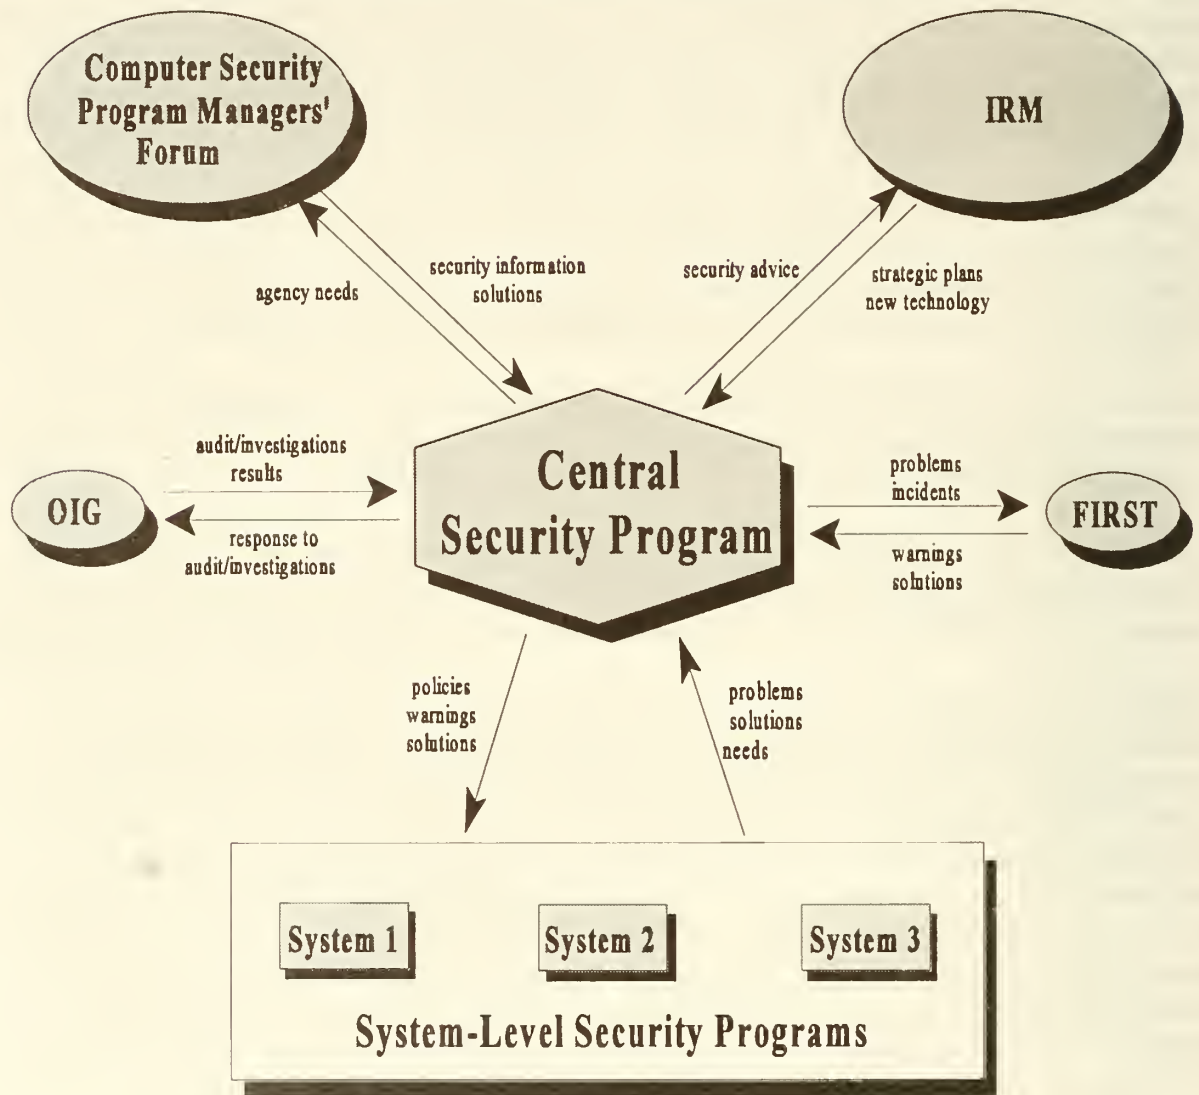 Computer Security
Program Managers'
Forum
IRM
agency needs
security information
solutions
security advice
strategic plans
new technology
audit/investigations
results
OIG
response to
audit/investigations
Central
Security Program
problems
incidents
FIRST
warnings
solutions
policies
warnings
solutions
problems
solutions
needs
System 1
System 2
System 3
System-Level Security Programs